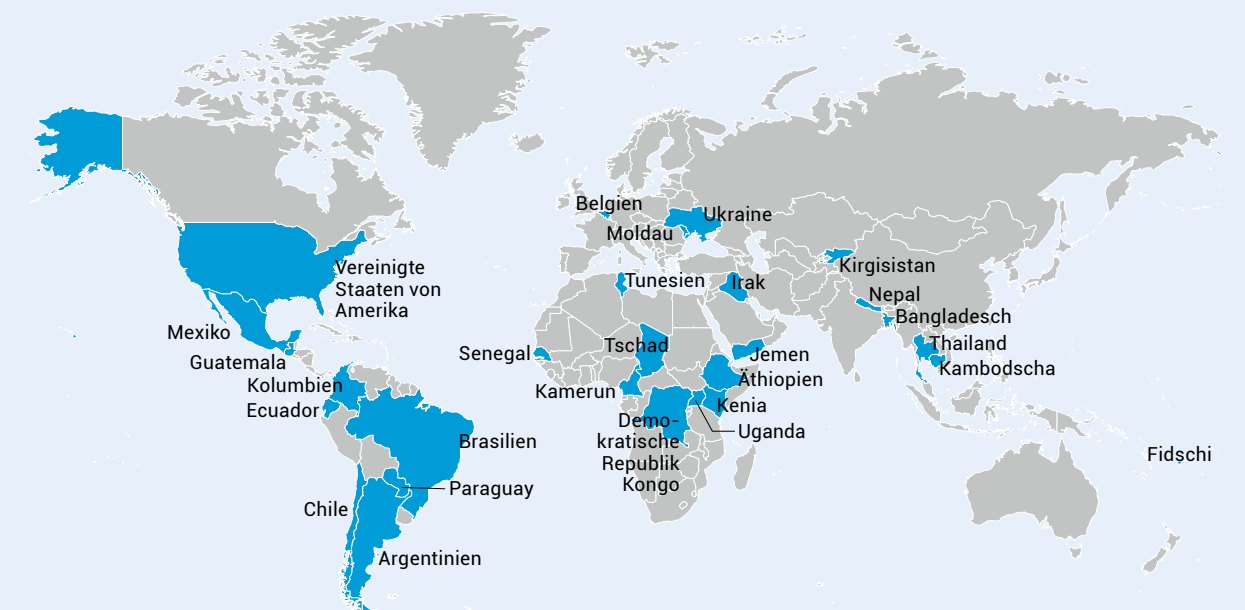 Belgien
Ukraine
Moldau
Vereinigte
Staaten von
Amerika
Tunesien
Irak
Kirgisistan
Nepal
Bangladesch
Mexiko
Guatemala
Kolumbien
Ecuador
Senegal
Tschad
Kamerun
Jemen
Äthiopien
Kenia
Uganda
Thailand
Kambodscha
Demo-
kratische
Republik
Kongo
Brasilien
Paraguay
Chile
Argentinien
Fidschi